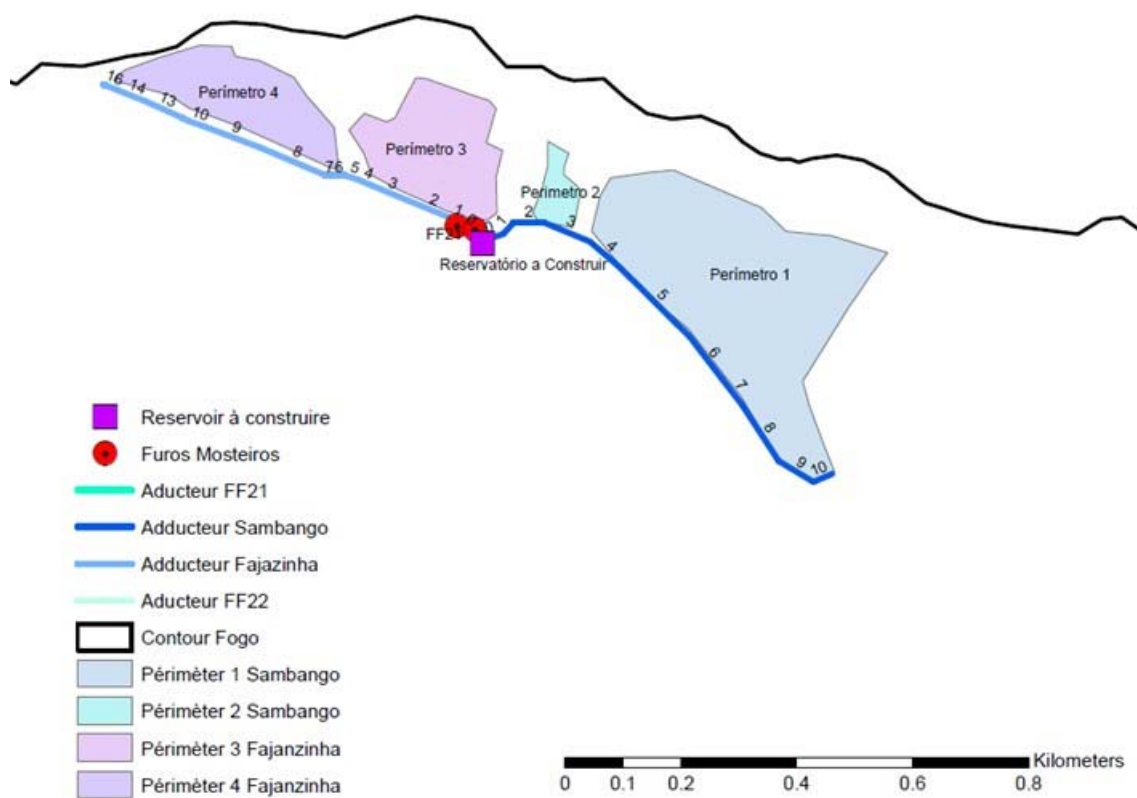 16
14
13
10
9
8
7
6
5
4
3
2
1
Perímetro 4
Perímetro 3
Perimetro 2
Perímetro 1
1
2
3
4
5
6
7
8
9
10
Reservatório a Construir
Reservoir à construire
Furos Mosteiros
Aducteur FF21
Adducteur Sambango
Adducteur Fajazinha
Aducteur FF22
Contour Fogo
Périmèter 1 Sambango
Périmèter 2 Sambango
Périmèter 3 Fajanzinha
Périmèter 4 Fajanzinha
Kilometers
0 0.1 0.2 0.4 0.6 0.8